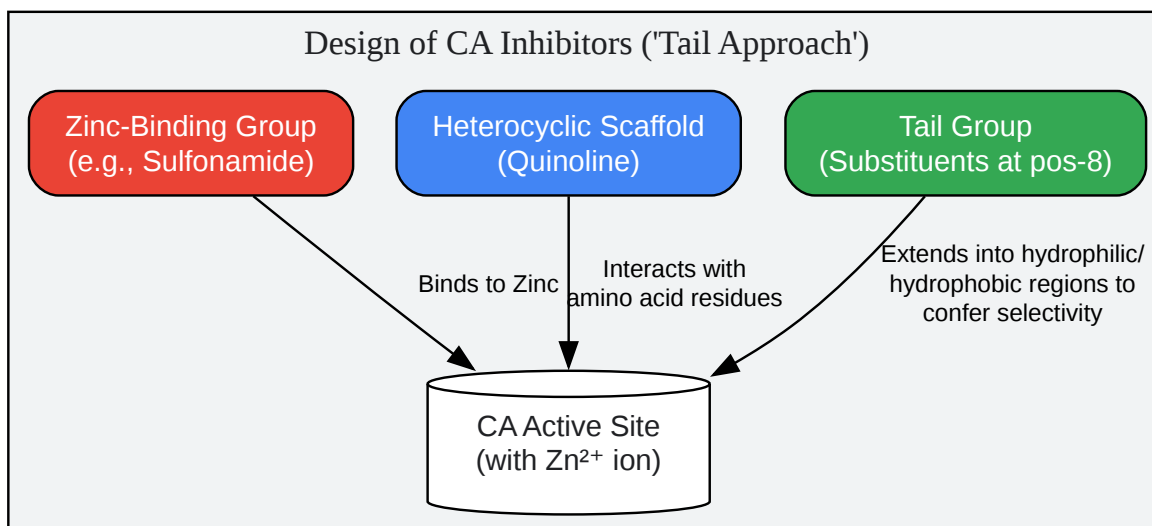 Design of CA Inhibitors ('Tail Approach')
Zinc-Binding Group
(e.g., Sulfonamide)
Heterocyclic Scaffold
(Quinoline)
Tail Group
(Substituents at pos-8)
Binds to Zinc
Interacts with
amino acid residues
Extends into hydrophilic/
hydrophobic regions to
confer selectivity
CA Active Site
(with Zn²⁺ ion)